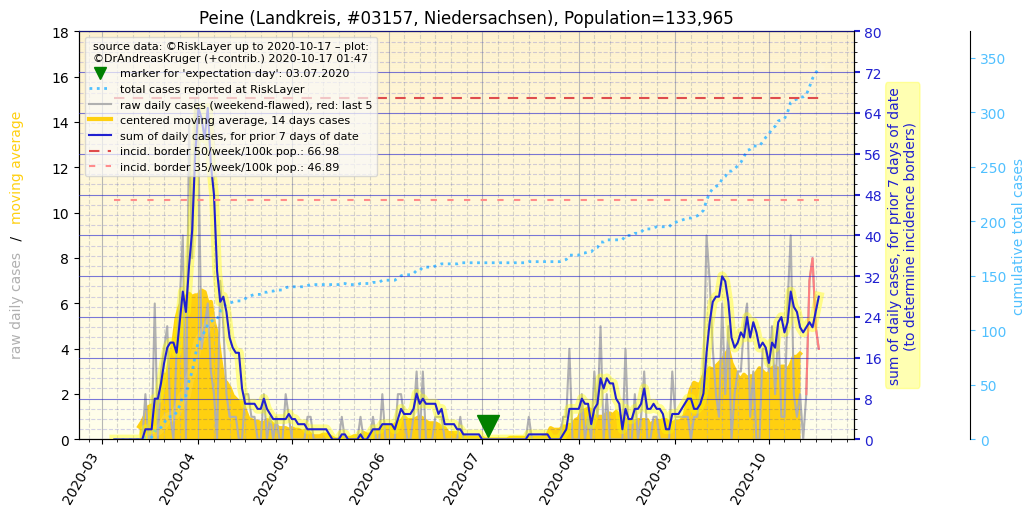 Peine (Landkreis, #03157, Niedersachsen), Population=133,965
source data: ©RiskLayer up to 2020-10-17 – plot:
©DrAndreasKruger (+contrib.) 2020-10-17 01:47
marker for 'expectation day': 03.07.2020
total cases reported at RiskLayer
raw daily cases (weekend-flawed), red: last 5
centered moving average, 14 days cases
sum of daily cases, for prior 7 days of date
incid. border 50/week/100k pop.: 66.98
incid. border 35/week/100k pop.: 46.89
raw daily cases / moving average
18
16
14
12
10
8
6
4
2
0
80
72
64
56
48
40
32
24
16
8
0
sum of daily cases, for prior 7 days of date
(to determine incidence borders)
350
300
250
200
150
100
50
0
cumulative total cases
2020-03
2020-04
2020-05
2020-06
2020-07
2020-08
2020-09
2020-10